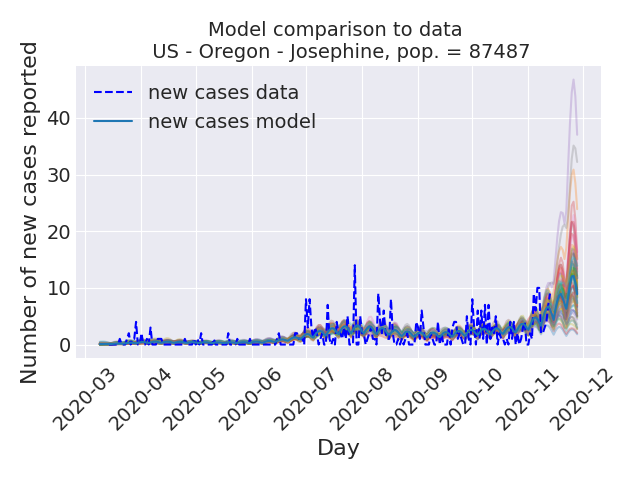 Model comparison to data
US - Oregon - Josephine, pop. = 87487
Number of new cases reported
40
30
20
10
0
new cases data
new cases model
2020-03
2020-04
2020-05
2020-06
2020-07
2020-08
2020-09
2020-10
2020-11
2020-12
Day